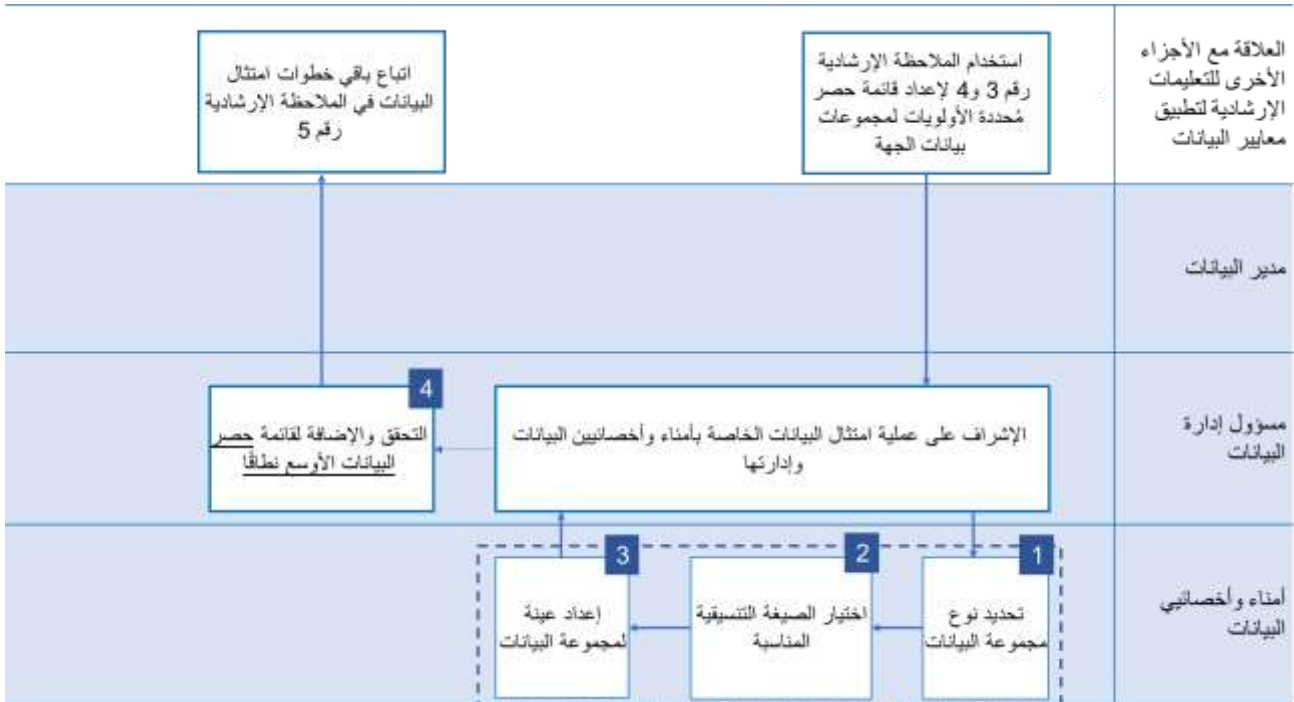 العلاقة مع الأجزاء
الأخرى للتعليمات
الإرشادية لتطبيق
معايير البيانات
استخدام الملاحظة الإرشادية
رقم 3 و4 لإعداد قائمة حصر
مُحددة الأولويات لمجموعات
بيانات الجهة
اتباع باقي خطوات امتثال
البيانات في الملاحظة الإرشادية
رقم 5
مدير البيانات
مسؤول إدارة
البيانات
الإشراف على عملية امتثال البيانات الخاصة بأمناء وأخصائيين البيانات
وإدارتها
4
التحقق والإضافة لقائمة حصر
البيانات الأوسع نطاقًا
أمناء وأخصائيي
البيانات
1
تحديد نوع
مجموعة البيانات
2
اختيار الصيغة التنسيقية
المناسبة
3
إعداد عينة
لمجموعة البيانات